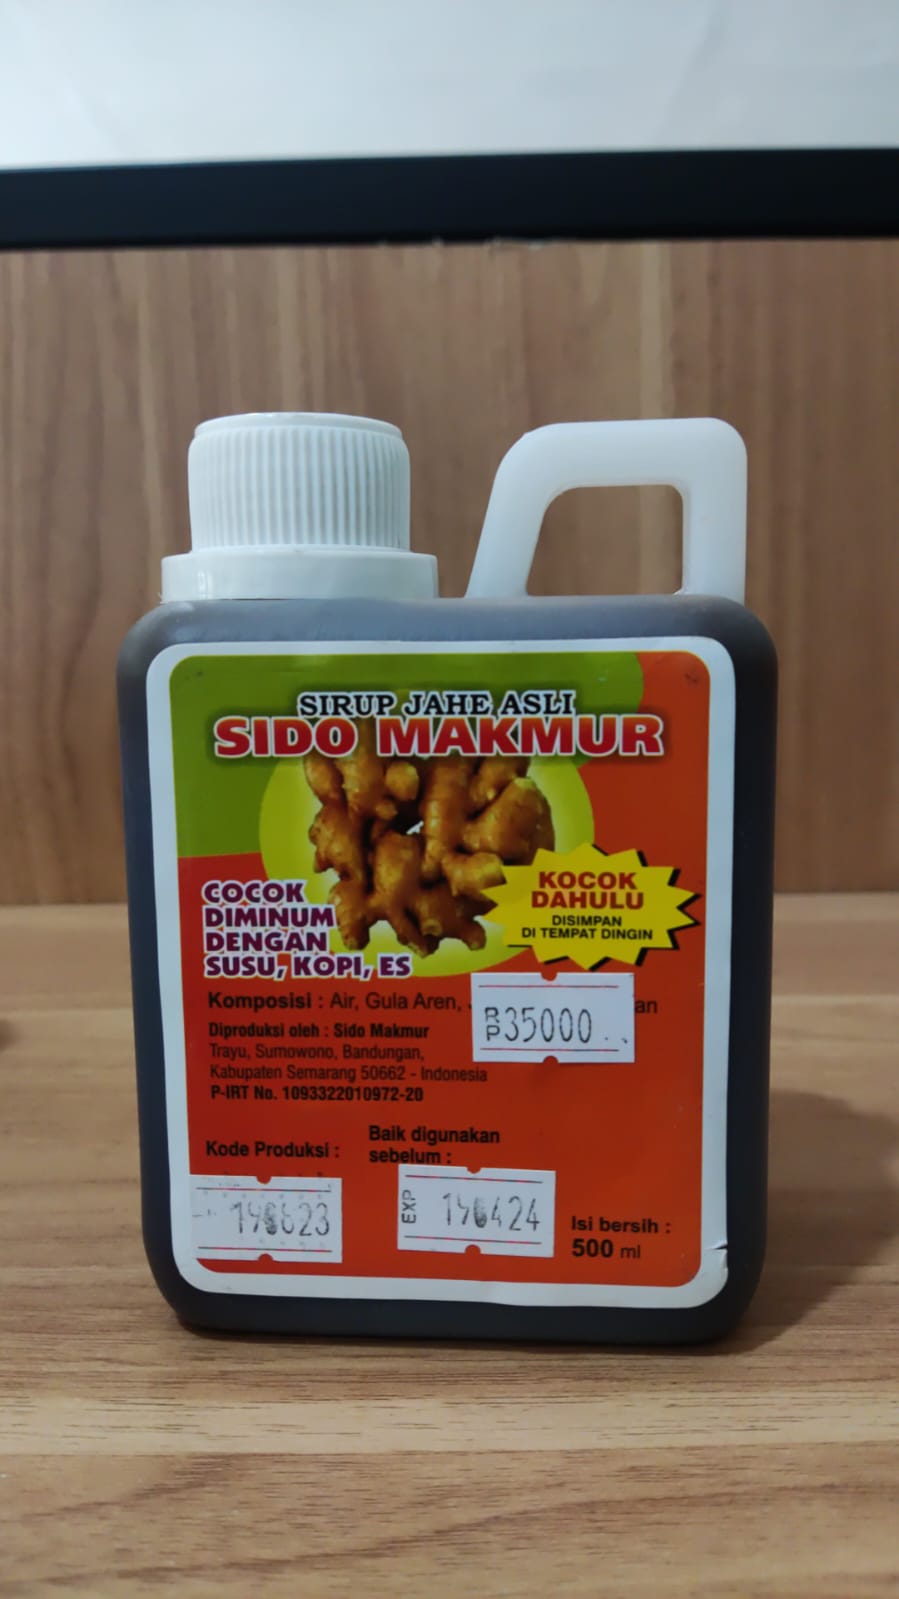 SIRUP JAHE ASLI
SIDO MAKMUR
COCOK
DIMINUM
DENGAN
SUSU, KOPI, ES
KOCOK
DAHULU
DISIMPAN
DI TEMPAT DINGIN
Komposisi : Air, Gula Aren,
RP35000
Diproduksi oleh : Sido Makmur
Trayu, Sumowono, Bandungan,
Kabupaten Semarang 50662 - Indonesia
P-IRT No. 1093322010972-20
Kode Produksi :
Baik digunakan
sebelum :
EXP
Isi bersih :
500 ml